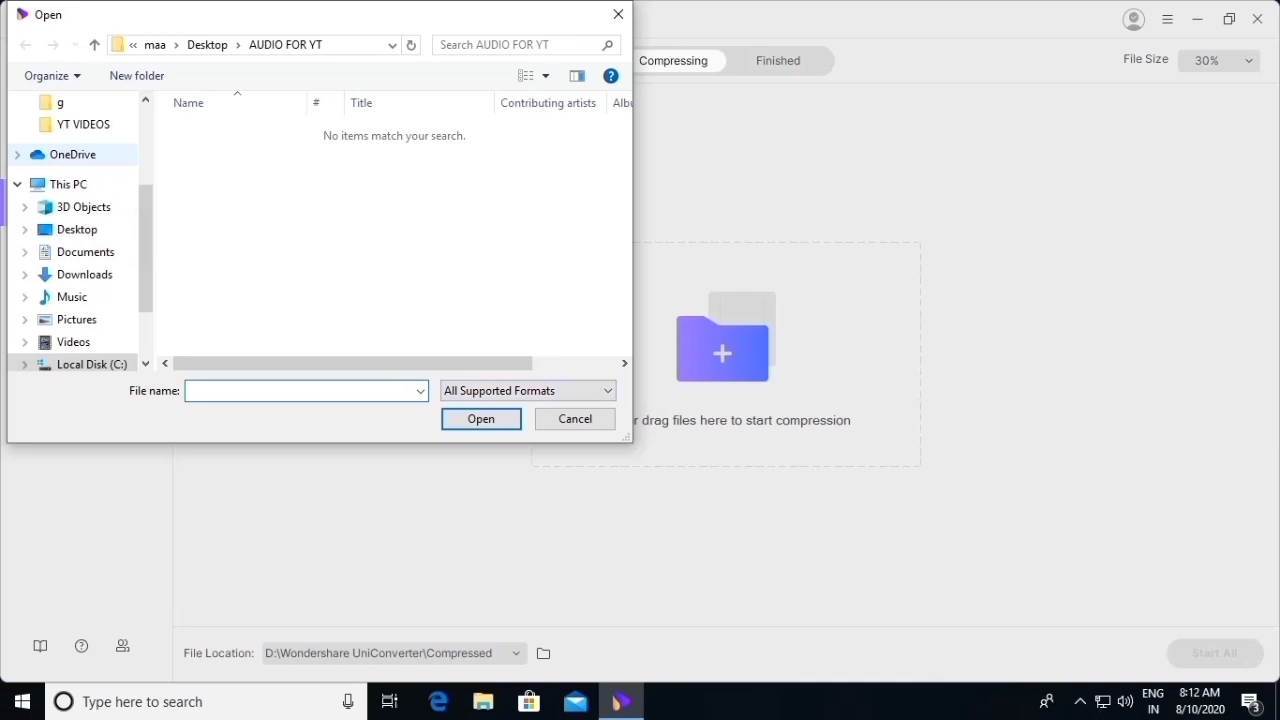 Open
maa
Desktop
AUDIO FOR YT
Search AUDIO FOR YT
Compressing
Finished
File Size
30%
Organize
New folder
Name
#
Title
Contributing artists
Albu
g
YT VIDEOS
No items match your search.
OneDrive
This PC
3D Objects
Desktop
Documents
Downloads
Music
Pictures
Videos
Local Disk (C:)
File name:
All Supported Formats
Open
Cancel
r drag files here to start compression
File Location:
D:\Wondershare UniConverter\Compressed
Start All
Type here to search
ENG
IN
8:12 AM
8/10/2020
3